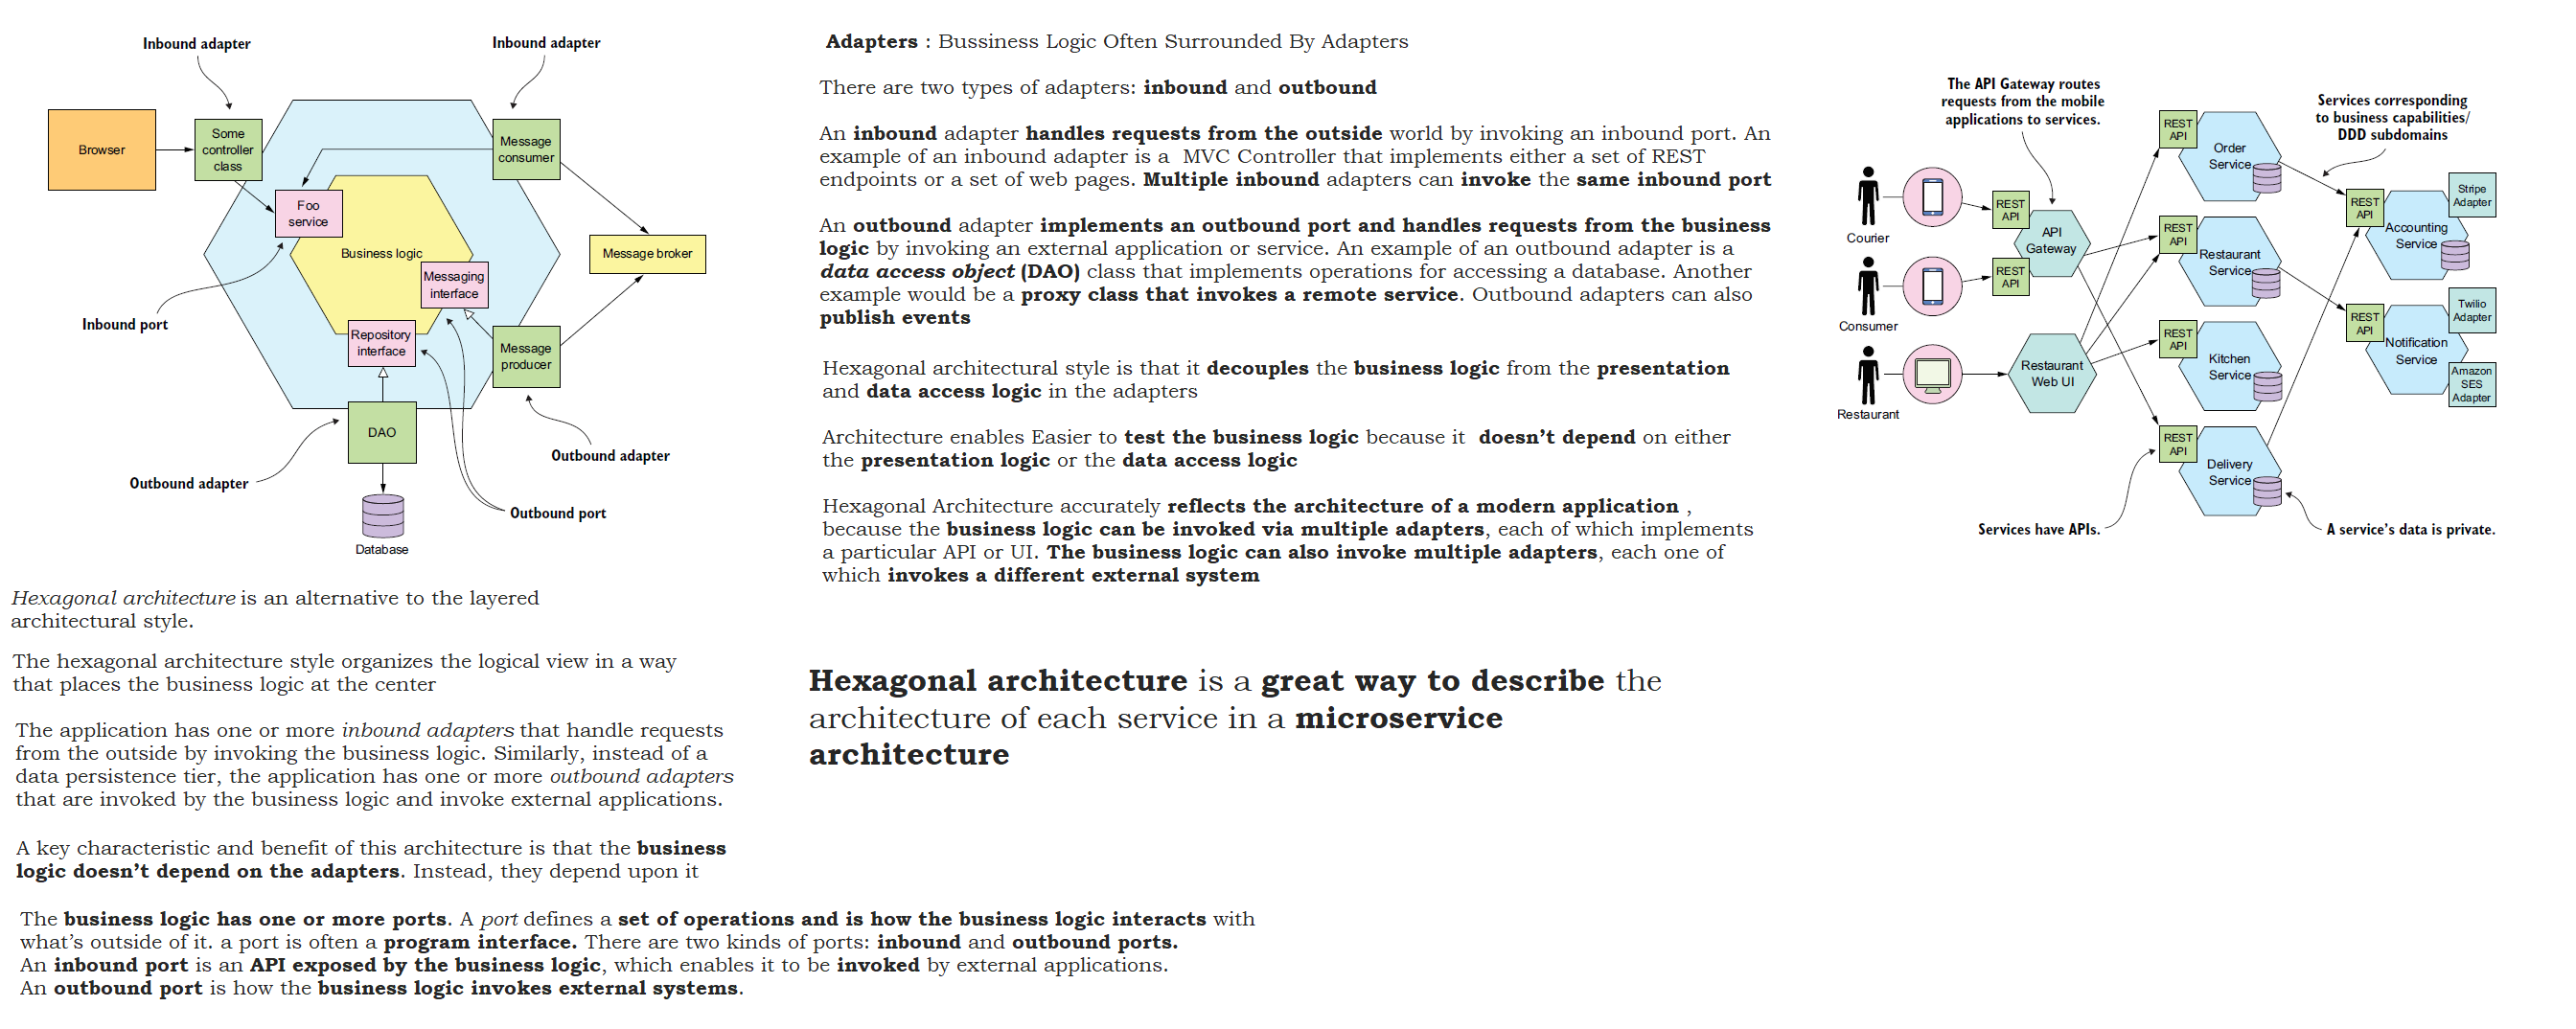 Inbound adapter
Inbound adapter
Browser
Some
controller
class
Message
consumer
Foo
service
Business logic
Message broker
Messaging
interface
Inbound port
Repository
interface
Message
producer
DAO
Outbound adapter
Outbound adapter
Outbound port
Database
Hexagonal architecture is an alternative to the layered
architectural style.
The hexagonal architecture style organizes the logical view in a way
that places the business logic at the center
The application has one or more inbound adapters that handle requests
from the outside by invoking the business logic. Similarly, instead of a
data persistence tier, the application has one or more outbound adapters
that are invoked by the business logic and invoke external applications.
A key characteristic and benefit of this architecture is that the business
logic doesn’t depend on the adapters. Instead, they depend upon it
The business logic has one or more ports. A port defines a set of operations and is how the business logic interacts with
what’s outside of it. a port is often a program interface. There are two kinds of ports: inbound and outbound ports.
An inbound port is an API exposed by the business logic, which enables it to be invoked by external applications.
An outbound port is how the business logic invokes external systems.
Adapters : Bussiness Logic Often Surrounded By Adapters
There are two types of adapters: inbound and outbound
An inbound adapter handles requests from the outside world by invoking an inbound port. An
example of an inbound adapter is a MVC Controller that implements either a set of REST
endpoints or a set of web pages. Multiple inbound adapters can invoke the same inbound port
An outbound adapter implements an outbound port and handles requests from the business
logic by invoking an external application or service. An example of an outbound adapter is a
data access object (DAO) class that implements operations for accessing a database. Another
example would be a proxy class that invokes a remote service. Outbound adapters can also
publish events
Hexagonal architectural style is that it decouples the business logic from the presentation
and data access logic in the adapters
Architecture enables Easier to test the business logic because it doesn’t depend on either
the presentation logic or the data access logic
Hexagonal Architecture accurately reflects the architecture of a modern application ,
because the business logic can be invoked via multiple adapters, each of which implements
a particular API or UI. The business logic can also invoke multiple adapters, each one of
which invokes a different external system
Hexagonal architecture is a great way to describe the
architecture of each service in a microservice
architecture
The API Gateway routes
requests from the mobile
applications to services.
Services corresponding
to business capabilities/
DDD subdomains
REST
API
Order
Service
Stripe
Adapter
REST
API
REST
API
Accounting
Service
Courier
API
Gateway
REST
API
Restaurant
Service
REST
API
Twilio
Adapter
REST
API
Notification
Service
Consumer
REST
API
Kitchen
Service
Amazon
SES
Adapter
Restaurant
Web UI
Restaurant
REST
API
Delivery
Service
Services have APIs.
A service’s data is private.